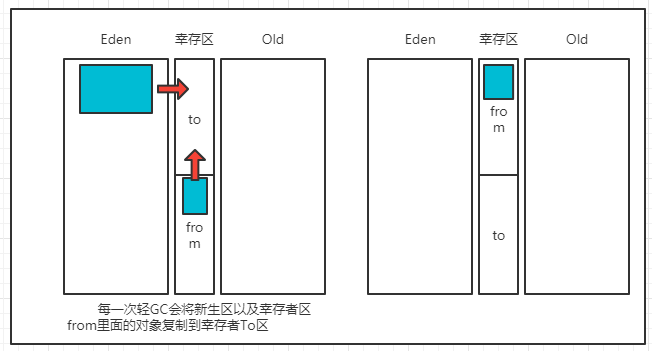 Eden 幸存区 Old
to
fro
m
Eden 幸存区 Old
fro
m
to
每一次轻GC会将新生区以及幸存者区
from里面的对象复制到幸存者To区